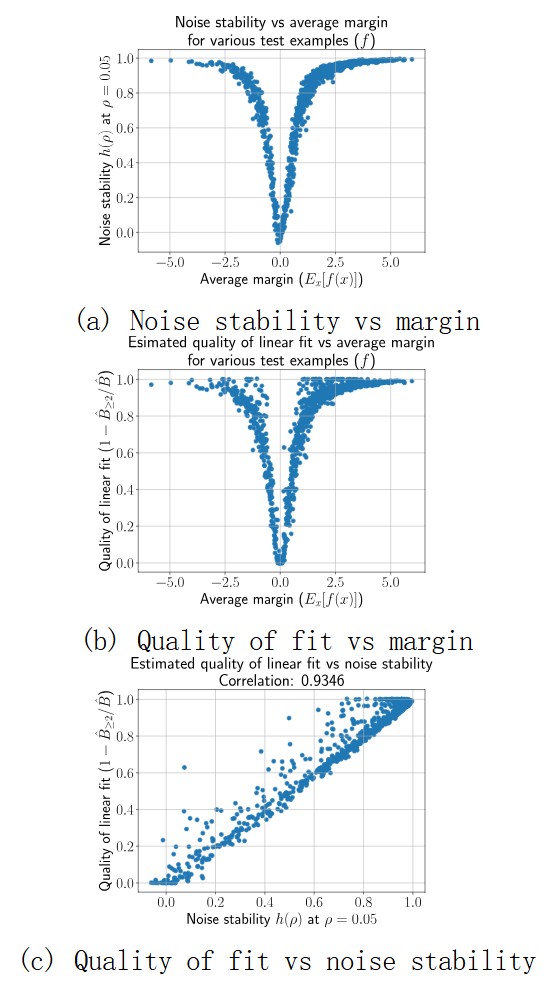 Noise stability vs average margin
for various test examples (f)
Noise stability h(ρ) at ρ = 0.05
1.0
0.8
0.6
0.4
0.2
0.0
−5.0 −2.5 0.0 2.5 5.0
Average margin (E_x[f(x)])
(a) Noise stability vs margin
Esimated quality of linear fit vs average margin
for various test examples (f)
Quality of linear fit (1 − B̂≥2/B̂)
1.0
0.8
0.6
0.4
0.2
0.0
−5.0 −2.5 0.0 2.5 5.0
Average margin (E_x[f(x)])
(b) Quality of fit vs margin
Estimated quality of linear fit vs noise stability
Correlation: 0.9346
Quality of linear fit (1 − B̂≥2/B̂)
1.0
0.8
0.6
0.4
0.2
0.0
0.0 0.2 0.4 0.6 0.8 1.0
Noise stability h(ρ) at ρ = 0.05
(c) Quality of fit vs noise stability